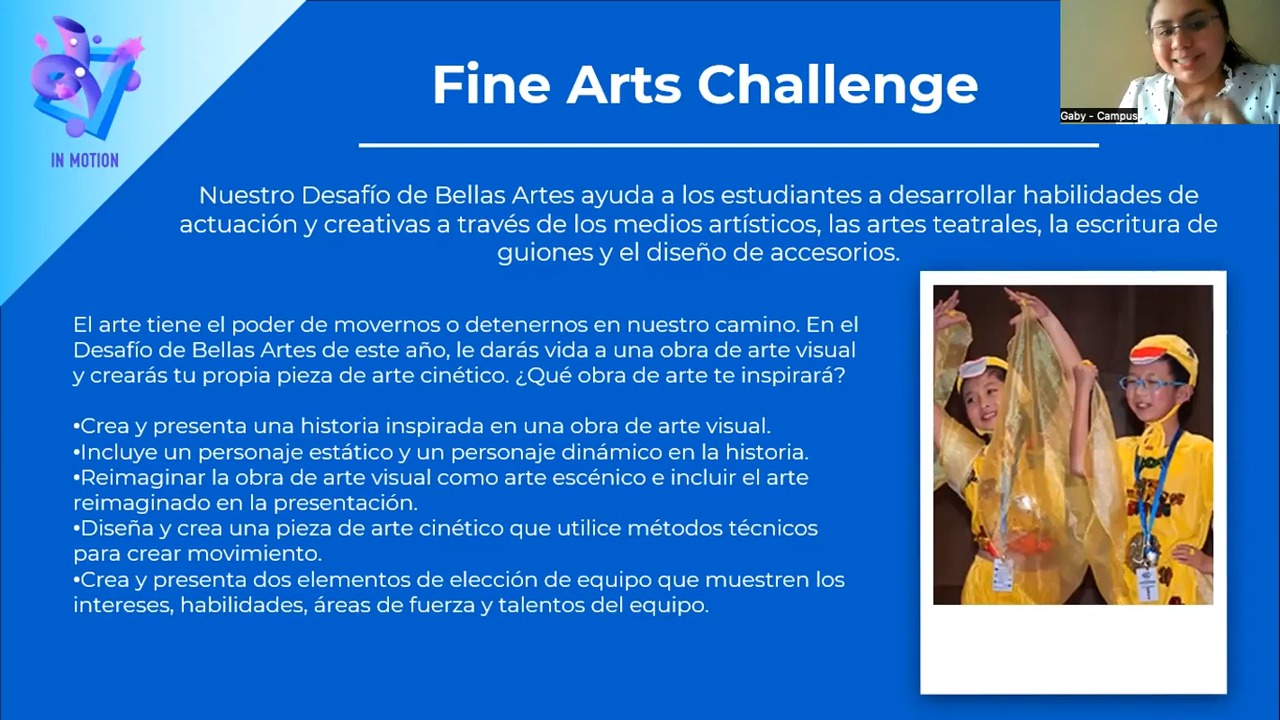 IN MOTION
Fine Arts Challenge
Gaby - Campus
Nuestro Desafío de Bellas Artes ayuda a los estudiantes a desarrollar habilidades de
actuación y creativas a través de los medios artísticos, las artes teatrales, la escritura de
guiones y el diseño de accesorios.
El arte tiene el poder de movernos o detenernos en nuestro camino. En el
Desafío de Bellas Artes de este año, le darás vida a una obra de arte visual
y crearás tu propia pieza de arte cinético. ¿Qué obra de arte te inspirará?
•Crea y presenta una historia inspirada en una obra de arte visual.
•Incluye un personaje estático y un personaje dinámico en la historia.
•Reimaginar la obra de arte visual como arte escénico e incluir el arte
reimaginado en la presentación.
•Diseña y crea una pieza de arte cinético que utilice métodos técnicos
para crear movimiento.
•Crea y presenta dos elementos de elección de equipo que muestren los
intereses, habilidades, áreas de fuerza y talentos del equipo.